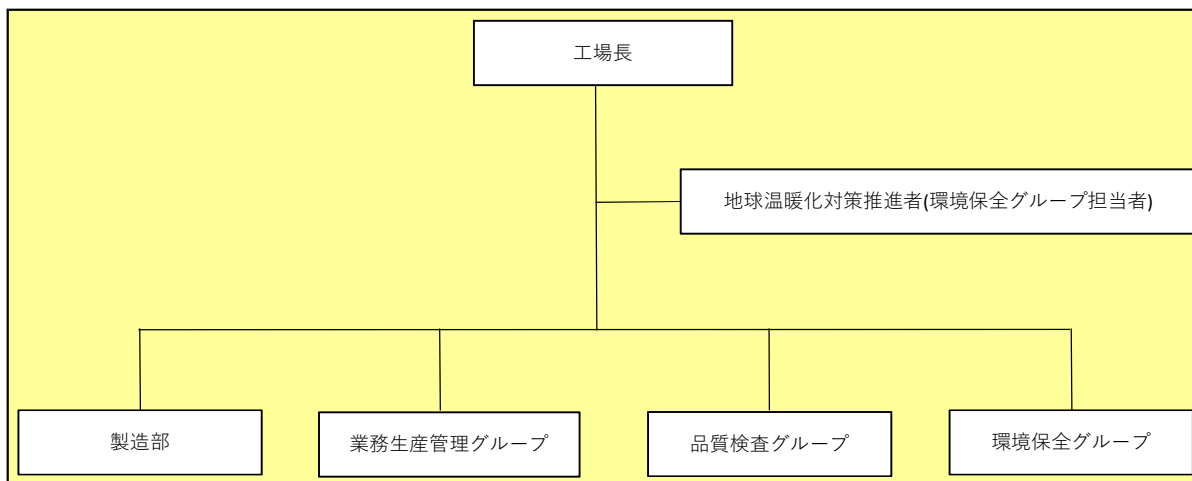 工場長
地球温暖化対策推進者(環境保全グループ担当者)
製造部
業務生産管理グループ
品質検査グループ
環境保全グループ